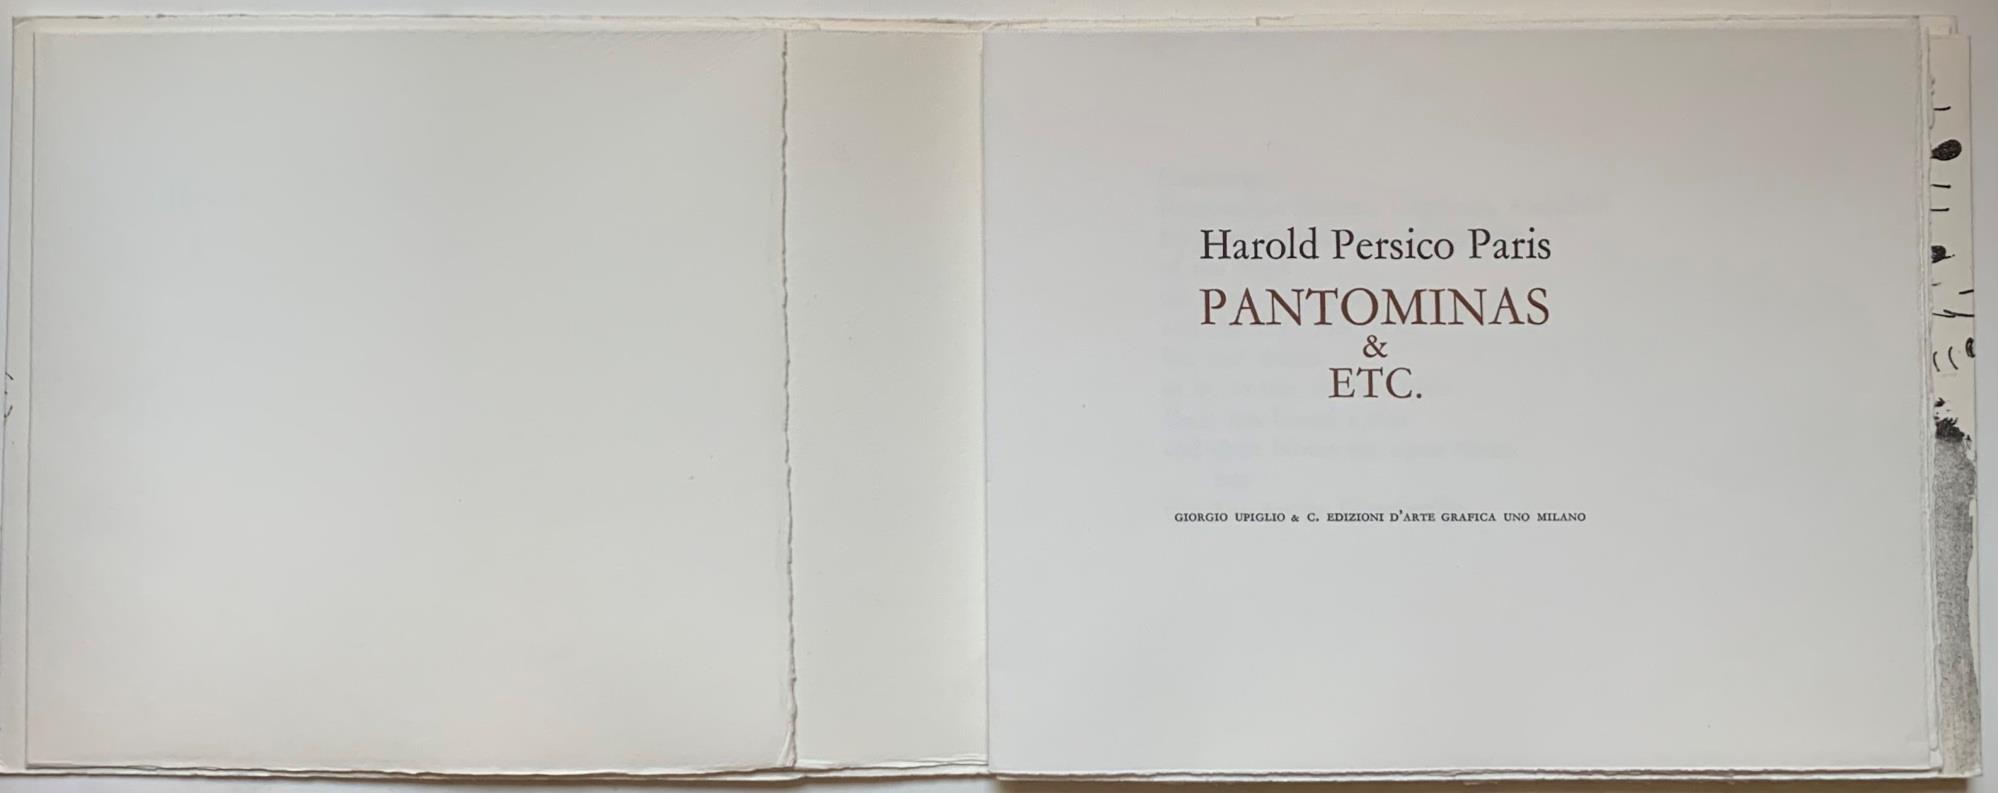 Harold Persico Paris
PANTOMINAS
&
ETC.
GIORGIO UPIGLIO & C. EDIZIONI D'ARTE GRAFICA UNO MILANO